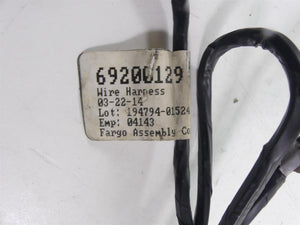 69200129
Wire Harness
03-22-14
Lot: 194794-01524
Emp: 04143
Fargo Assembly Co